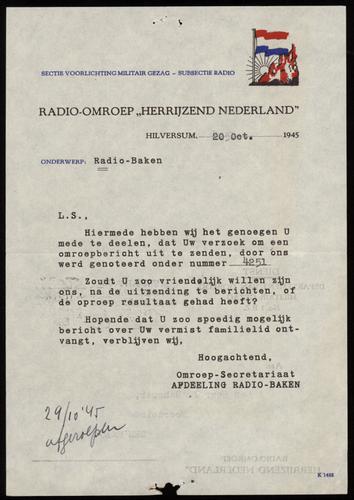 SECTIE VOORLICHTING MILITAIR GEZAG – SUBSECTIE RADIO
RADIO-OMROEP „HERRIJZEND NEDERLAND”
HILVERSUM, 20 Oct. 1945
ONDERWERP: Radio-Baken
L.S.,
Hiermede hebben wij het genoegen U
mede te deelen, dat Uw verzoek om een
omroepbericht uit te zenden, door ons
werd genoteerd onder nummer 4251
Zoudt U zoo vriendelijk willen zijn
ons, na de uitzending te berichten, of
de oproep resultaat gehad heeft?
Hopende dat U zoo spoedig mogelijk
bericht over Uw vermist familielid ont-
vangt, verblijven wij,
Hoogachtend,
Omroep-Secretariaat
AFDEELING RADIO-BAKEN
29/10 '45
afgeroepen
K 1488